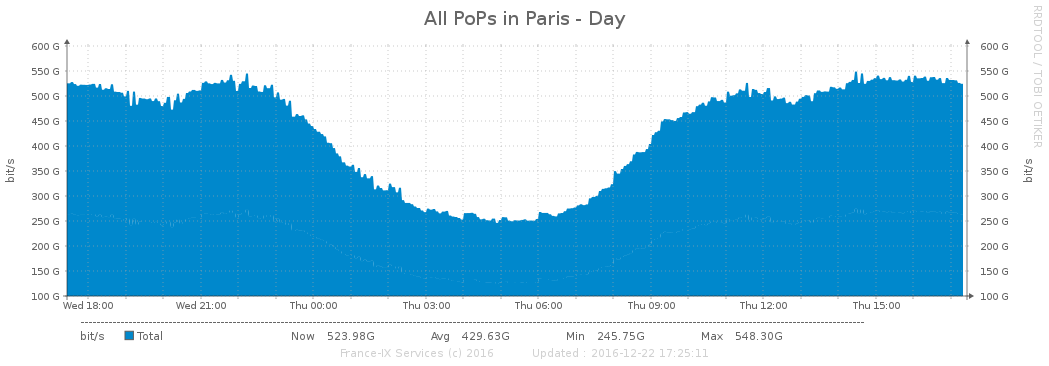 All PoPs in Paris - Day
RRDTOOL / TOBI OETIKER
600 G 600 G
550 G 550 G
500 G 500 G
450 G 450 G
400 G 400 G
350 G 350 G
300 G 300 G
250 G 250 G
200 G 200 G
150 G 150 G
100 G 100 G
bit/s
bit/s
Wed 18:00 Wed 21:00 Thu 00:00 Thu 03:00 Thu 06:00 Thu 09:00 Thu 12:00 Thu 15:00
bit/s Total Now 523.98G Avg 429.63G Min 245.75G Max 548.30G
France-IX Services (c) 2016 Updated : 2016-12-22 17:25:11